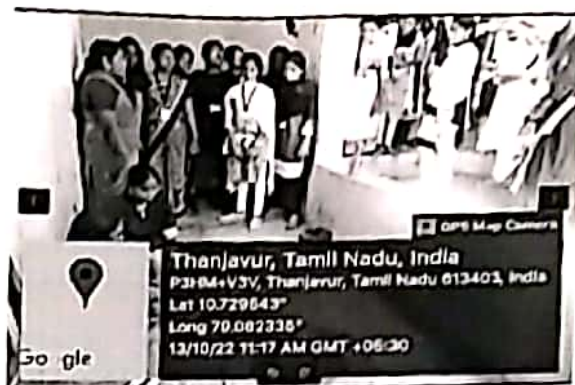 GPS Map Camera
Thanjavur, Tamil Nadu, India
P3HM+V3V, Thanjavur, Tamil Nadu 613403, India
Lat 10.729543°
Long 79.082335°
13/10/22 11:17 AM GMT +05:30
Google